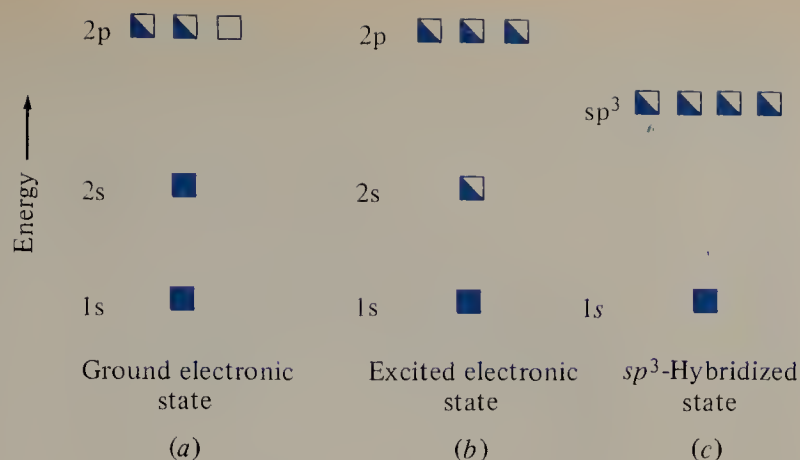 2p
2p
sp³
Energy
2s
2s
1s
1s
1s
Ground electronic
state
(a)
Excited electronic
state
(b)
sp³-Hybridized
state
(c)